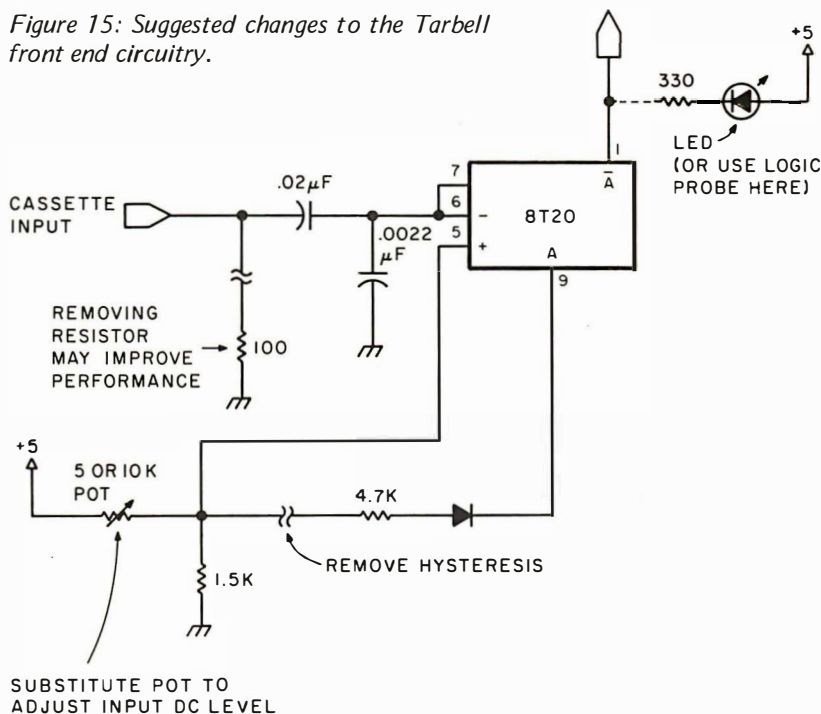 Figure 15: Suggested changes to the Tarbell
front end circuitry.
+5
330
LED
(OR USE LOGIC
PROBE HERE)
1
Ā
7
.02µF
CASSETTE
INPUT
6
−
8T20
5
+
.0022
µF
A
9
REMOVING
RESISTOR
MAY IMPROVE
PERFORMANCE
100
+5
5 OR 10K
POT
4.7K
REMOVE HYSTERESIS
1.5K
SUBSTITUTE POT TO
ADJUST INPUT DC LEVEL